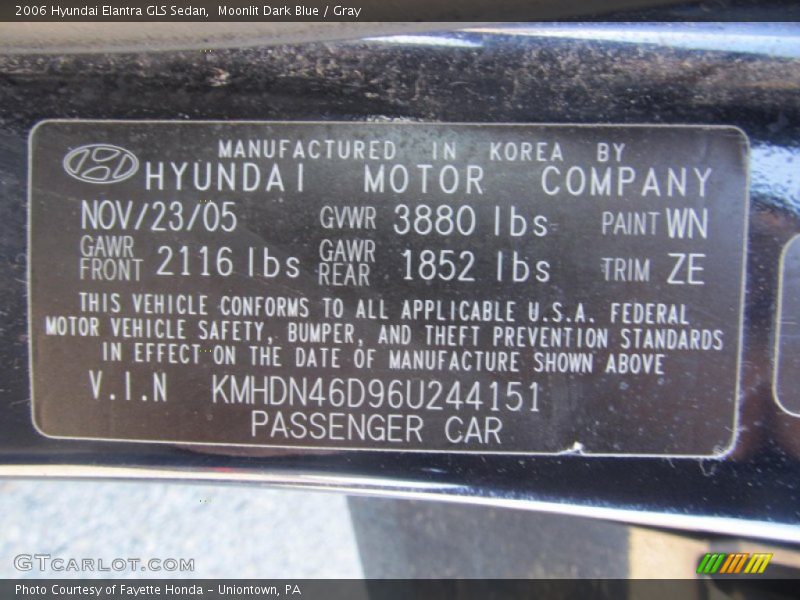 2006 Hyundai Elantra GLS Sedan,  Moonlit Dark Blue / Gray
MANUFACTURED IN KOREA BY
HYUNDAI MOTOR COMPANY
NOV/23/05 GVWR 3880 lbs PAINT WN
GAWR FRONT 2116 lbs GAWR REAR 1852 lbs TRIM ZE
THIS VEHICLE CONFORMS TO ALL APPLICABLE U.S.A. FEDERAL
MOTOR VEHICLE SAFETY, BUMPER, AND THEFT PREVENTION STANDARDS
IN EFFECT ON THE DATE OF MANUFACTURE SHOWN ABOVE
V.I.N KMHDN46D96U244151
PASSENGER CAR
GTCARLOT.COM
Photo Courtesy of Fayette Honda - Uniontown, PA